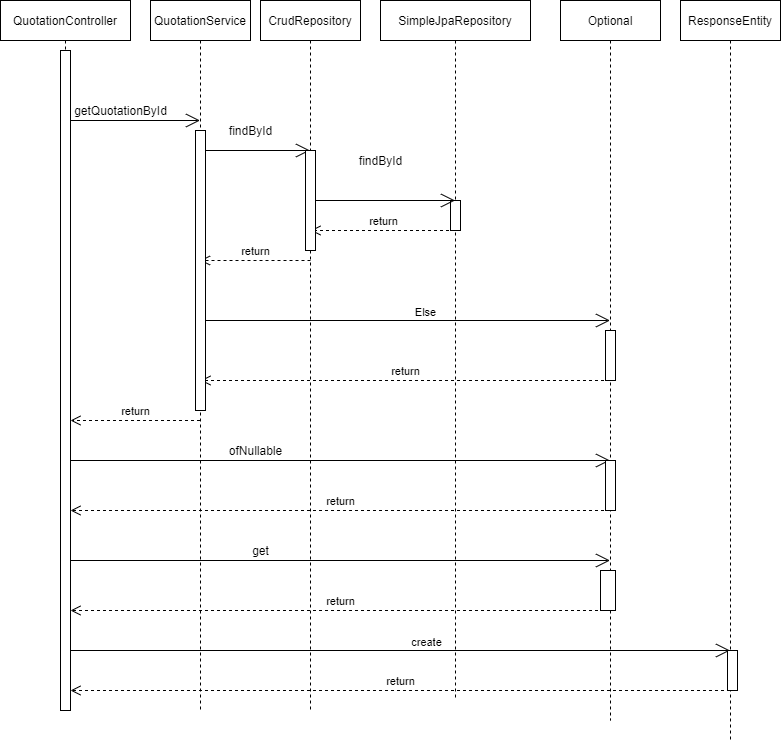 QuotationController
QuotationService
CrudRepository
SimpleJpaRepository
Optional
ResponseEntity
getQuotationById
findById
findById
return
return
Else
return
return
ofNullable
return
get
return
create
return